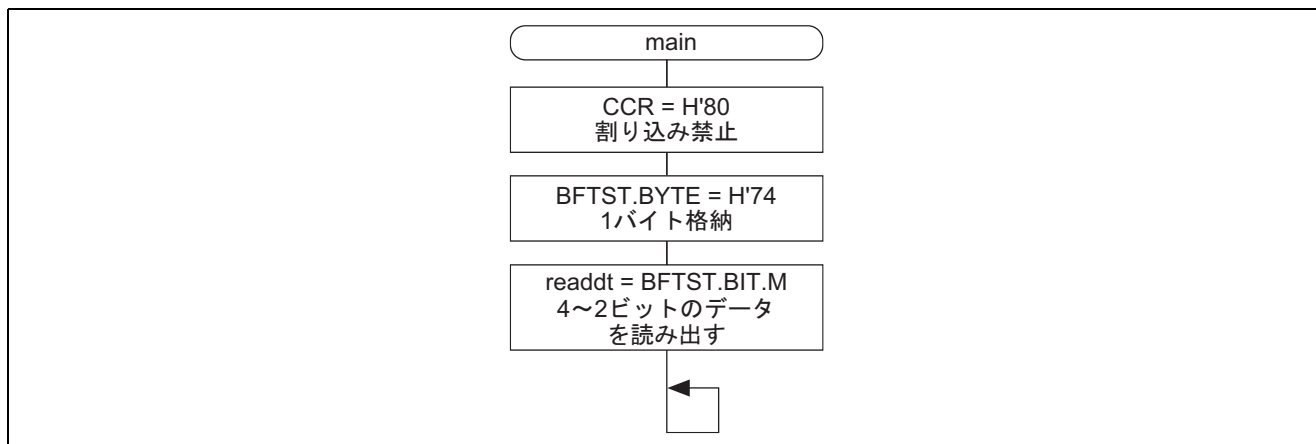 main
CCR = H'80
割り込み禁止
BFTST.BYTE = H'74
1バイト格納
readdt = BFTST.BIT.M
4～2ビットのデータ
を読み出す